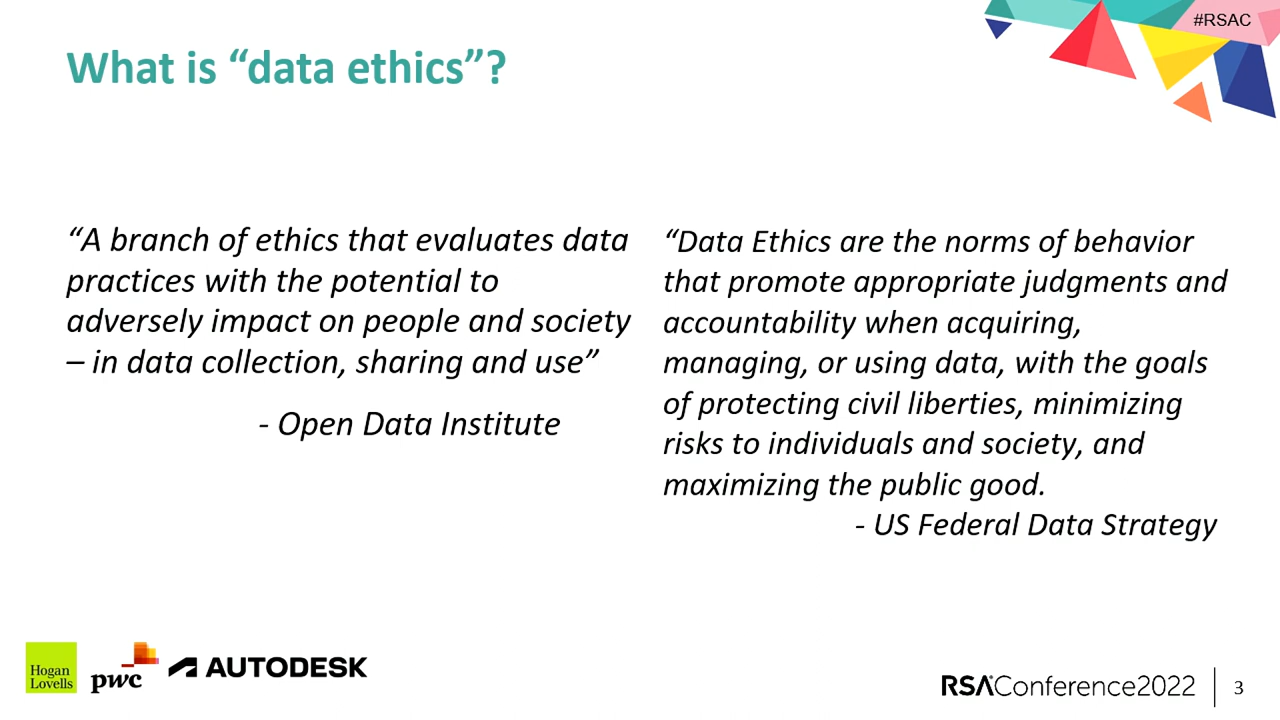 #RSAC
What is “data ethics”?
“A branch of ethics that evaluates data
practices with the potential to
adversely impact on people and society
– in data collection, sharing and use”
- Open Data Institute
“Data Ethics are the norms of behavior
that promote appropriate judgments and
accountability when acquiring,
managing, or using data, with the goals
of protecting civil liberties, minimizing
risks to individuals and society, and
maximizing the public good.
- US Federal Data Strategy
Hogan
Lovells
pwc
AUTODESK
RSAConference2022
3